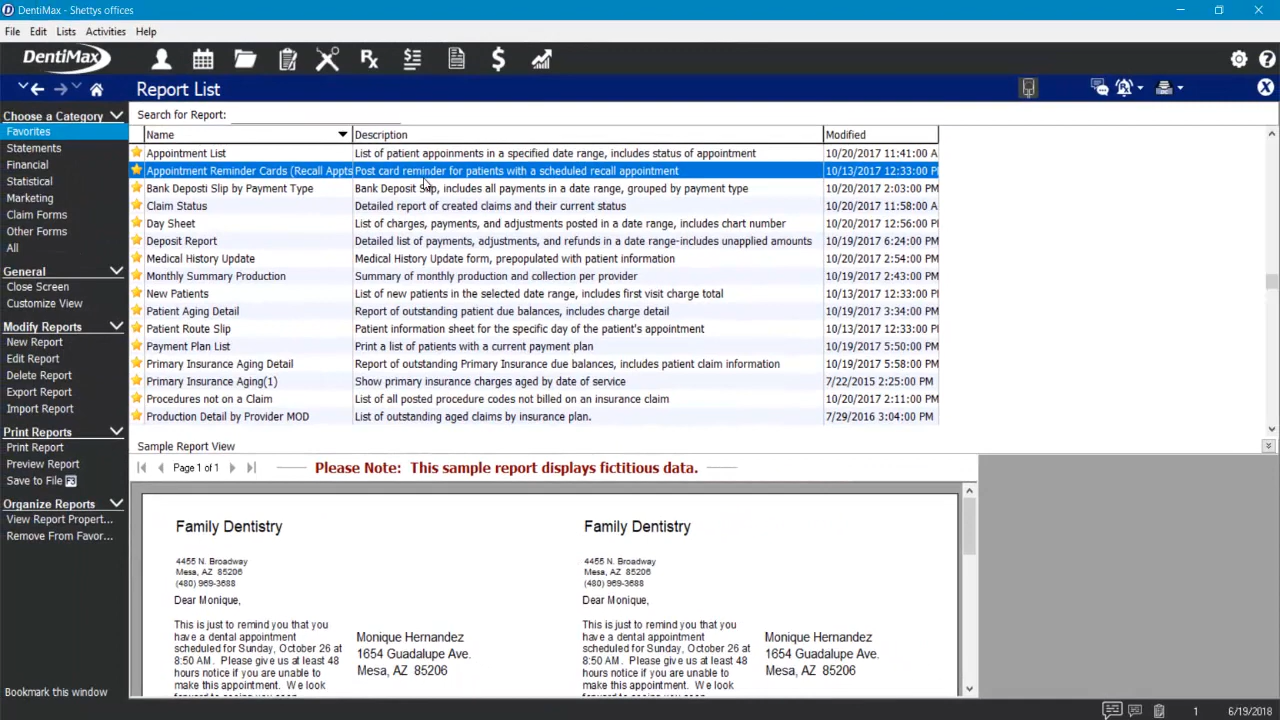 DentiMax - Shettys offices
File Edit Lists Activities Help
DENTIMAX
Report List
Choose a Category
Favorites
Statements
Financial
Statistical
Marketing
Claim Forms
Other Forms
All
General
Close Screen
Customize View
Modify Reports
New Report
Edit Report
Delete Report
Export Report
Import Report
Print Reports
Print Report
Preview Report
Save to File
Organize Reports
View Report Propert...
Remove From Favor...
Bookmark this window
Search for Report:
Name Description Modified
Appointment List List of patient appoinments in a specified date range, includes status of appointment 10/20/2017 11:41:00 A
Appointment Reminder Cards (Recall Appts Post card reminder for patients with a scheduled recall appointment 10/13/2017 12:33:00 P
Bank Deposti Slip by Payment Type Bank Deposit Slip, includes all payments in a date range, grouped by payment type 10/20/2017 2:03:00 PM
Claim Status Detailed report of created claims and their current status 10/20/2017 11:58:00 A
Day Sheet List of charges, payments, and adjustments posted in a date range, includes chart number 10/20/2017 12:56:00 P
Deposit Report Detailed list of payments, adjustments, and refunds in a date range-includes unapplied amounts 10/19/2017 6:24:00 PM
Medical History Update Medical History Update form, prepopulated with patient information 10/20/2017 2:54:00 PM
Monthly Summary Production Summary of monthly production and collection per provider 10/19/2017 2:43:00 PM
New Patients List of new patients in the selected date range, includes first visit charge total 10/13/2017 12:33:00 P
Patient Aging Detail Report of outstanding patient due balances, includes charge detail 10/19/2017 3:34:00 PM
Patient Route Slip Patient information sheet for the specific day of the patient's appointment 10/13/2017 12:33:00 P
Payment Plan List Print a list of patients with a current payment plan 10/19/2017 5:50:00 PM
Primary Insurance Aging Detail Report of outstanding Primary Insurance due balances, includes patient claim information 10/19/2017 5:58:00 PM
Primary Insurance Aging(1) Show primary insurance charges aged by date of service 7/22/2015 2:25:00 PM
Procedures not on a Claim List of all posted procedure codes not billed on an insurance claim 10/20/2017 2:11:00 PM
Production Detail by Provider MOD List of outstanding aged claims by insurance plan. 7/29/2016 3:04:00 PM
Sample Report View
Page 1 of 1 Please Note: This sample report displays fictitious data.
Family Dentistry
4455 N. Broadway
Mesa, AZ 85206
(480) 969-3688
Dear Monique,
This is just to remind you that you
have a dental appointment
scheduled for Sunday, October 26 at
8:50 AM. Please give us at least 48
hours notice if you are unable to
make this appointment. We look
forward to seeing you soon
Monique Hernandez
1654 Guadalupe Ave.
Mesa, AZ 85206
Family Dentistry
4455 N. Broadway
Mesa, AZ 85206
(480) 969-3688
Dear Monique,
This is just to remind you that you
have a dental appointment
scheduled for Sunday, October 26 at
8:50 AM. Please give us at least 48
hours notice if you are unable to
make this appointment. We look
forward to seeing you soon
Monique Hernandez
1654 Guadalupe Ave.
Mesa, AZ 85206
1 6/19/2018